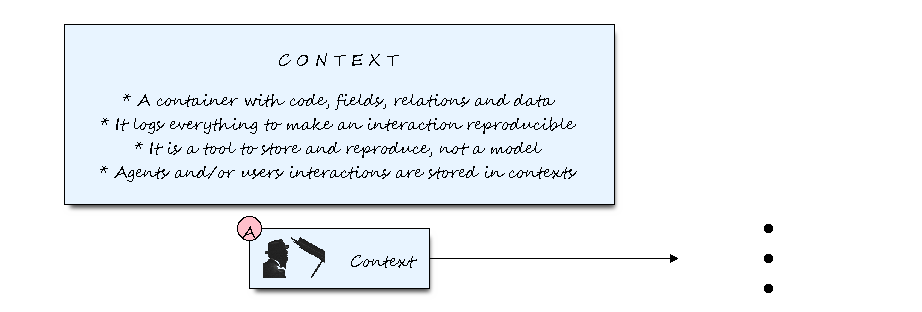 CONTEXT
* A container with code, fields, relations and data
* It logs everything to make an interaction reproducible
* It is a tool to store and reproduce, not a model
* Agents and/or users interactions are stored in contexts
A
Context